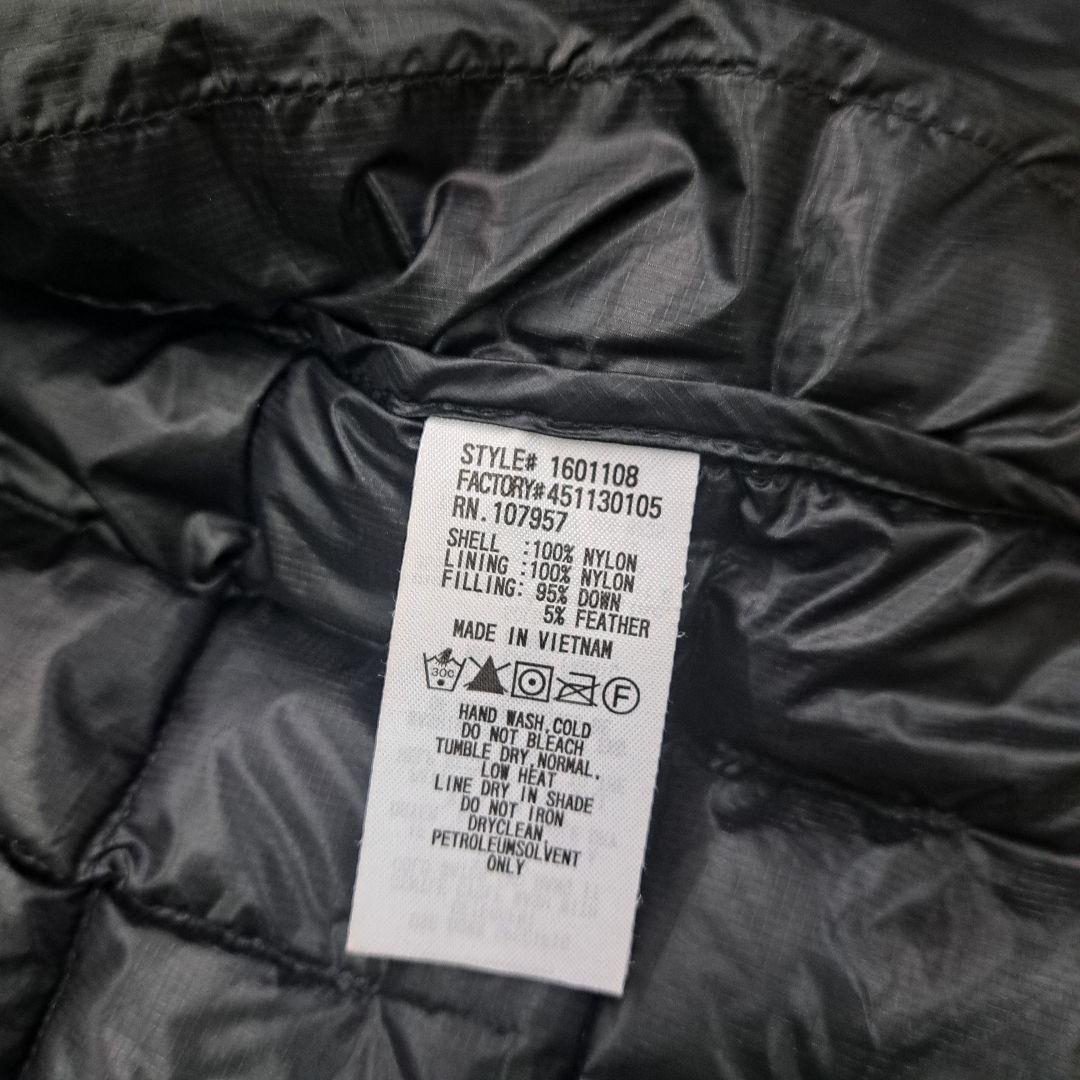 STYLE# 1601108
FACTORY#451130105
RN.107957
SHELL :100% NYLON
LINING :100% NYLON
FILLING: 95% DOWN
5% FEATHER
MADE IN VIETNAM
30C F
HAND WASH,COLD
DO NOT BLEACH
TUMBLE DRY,NORMAL,
LOW HEAT
LINE DRY IN SHADE
DO NOT IRON
DRYCLEAN,
PETROLEUMSOLVENT
ONLY